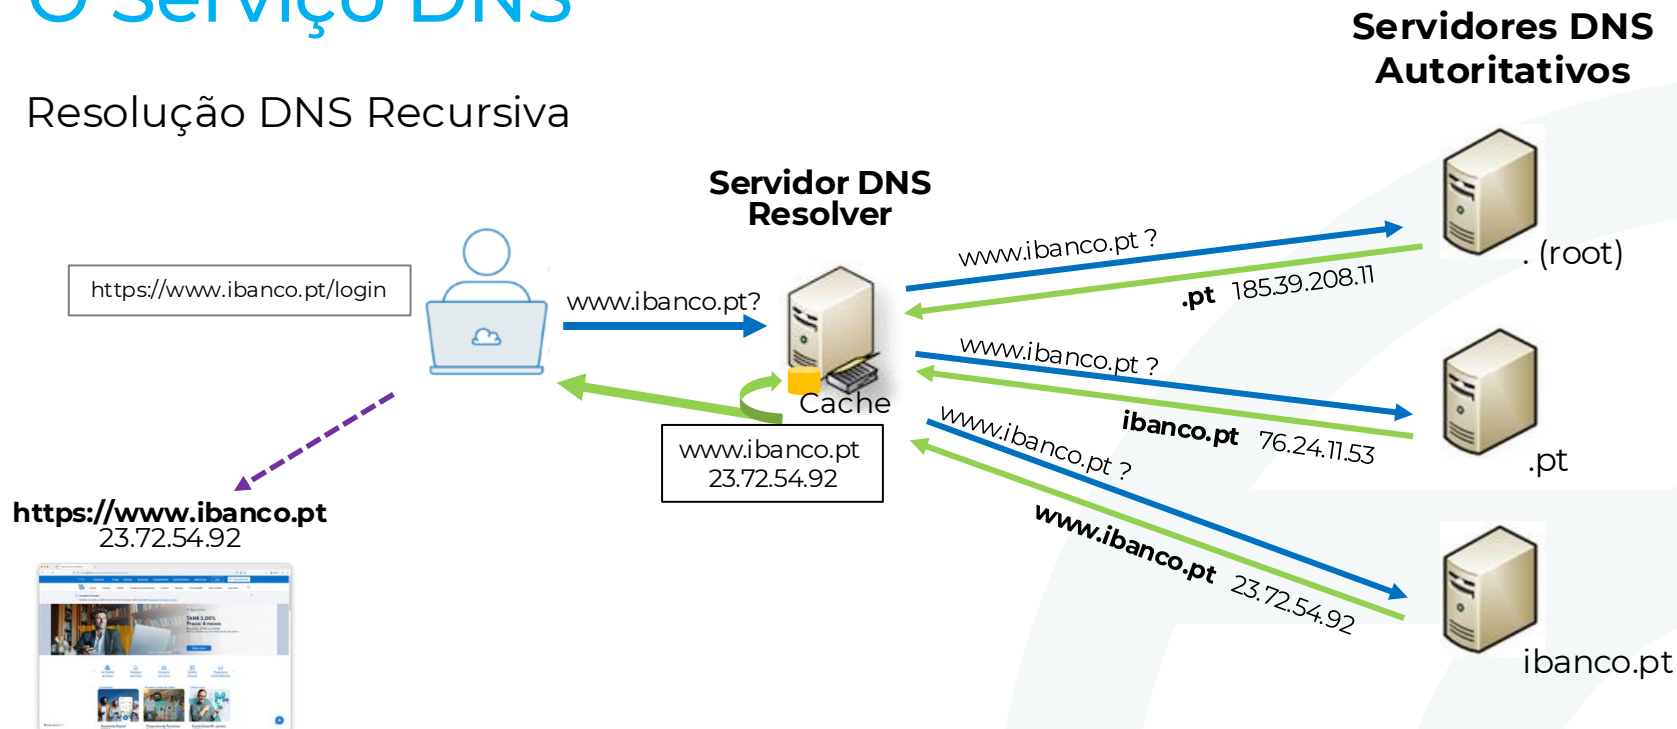 O Serviço DNS
Servidores DNS
Autoritativos
Resolução DNS Recursiva
Servidor DNS
Resolver
https://www.ibanco.pt/login
www.ibanco.pt?
www.ibanco.pt ?
.pt 185.39.208.11
. (root)
www.ibanco.pt ?
ibanco.pt 76.24.11.53
.pt
Cache
www.ibanco.pt
23.72.54.92
www.ibanco.pt ?
www.ibanco.pt 23.72.54.92
ibanco.pt
https://www.ibanco.pt
23.72.54.92